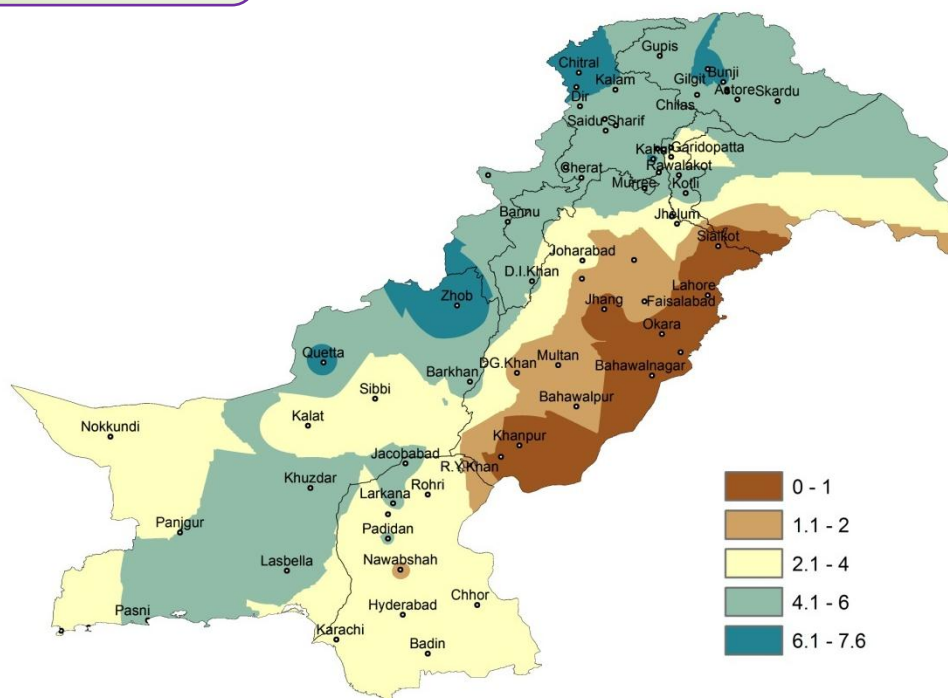 Gupis
Chitral
Kalam
Gilgit
Bunji
Astore
Skardu
Dir
Chilas
Saidu Sharif
Garidopatta
Cherat
Rawalakot
Murree
Kotli
Bannu
Jhelum
Sialkot
Joharabad
D.I.Khan
Lahore
Zhob
Jhang
Faisalabad
Okara
Quetta
Multan
DG.Khan
Bahawalnagar
Barkhan
Sibbi
Bahawalpur
Kalat
Nokkundi
Khanpur
Jacobabad
R.Y.Khan
Khuzdar
Rohri
Larkana
Panjgur
Padidan
Lasbella
Nawabshah
Chhor
Pasni
Hyderabad
Karachi
Badin
0 - 1
1.1 - 2
2.1 - 4
4.1 - 6
6.1 - 7.6